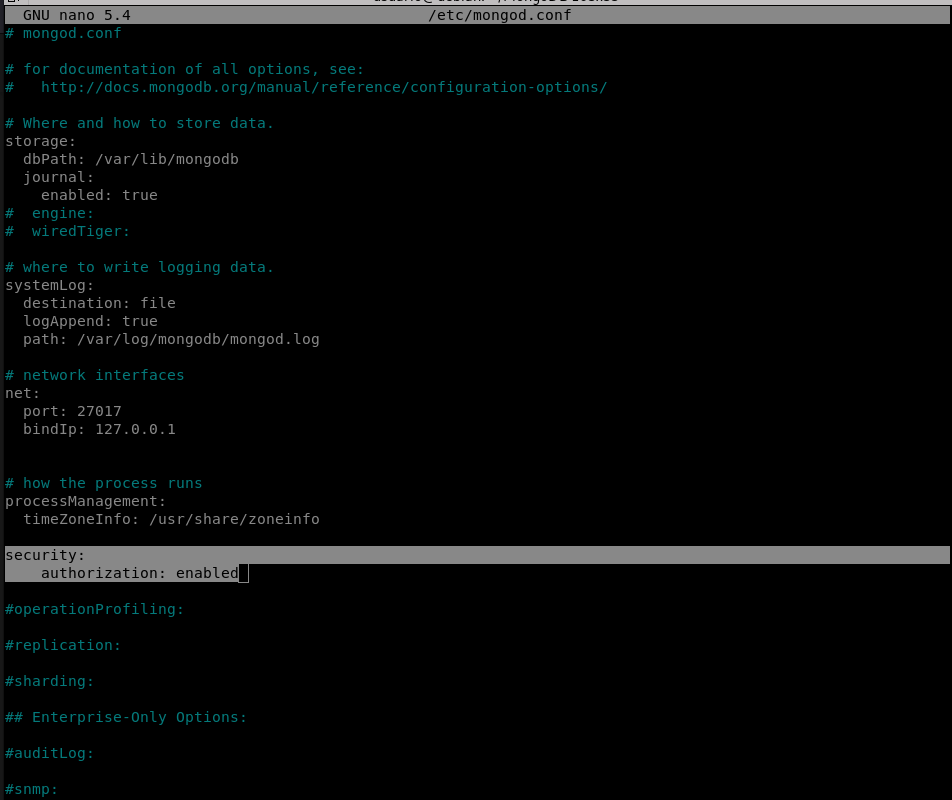 GNU nano 5.4 /etc/mongod.conf
# mongod.conf
# for documentation of all options, see:
#   http://docs.mongodb.org/manual/reference/configuration-options/
# Where and how to store data.
storage:
  dbPath: /var/lib/mongodb
  journal:
    enabled: true
#  engine:
#  wiredTiger:
# where to write logging data.
systemLog:
  destination: file
  logAppend: true
  path: /var/log/mongodb/mongod.log
# network interfaces
net:
  port: 27017
  bindIp: 127.0.0.1
# how the process runs
processManagement:
  timeZoneInfo: /usr/share/zoneinfo
security:
    authorization: enabled
#operationProfiling:
#replication:
#sharding:
## Enterprise-Only Options:
#auditLog:
#snmp: